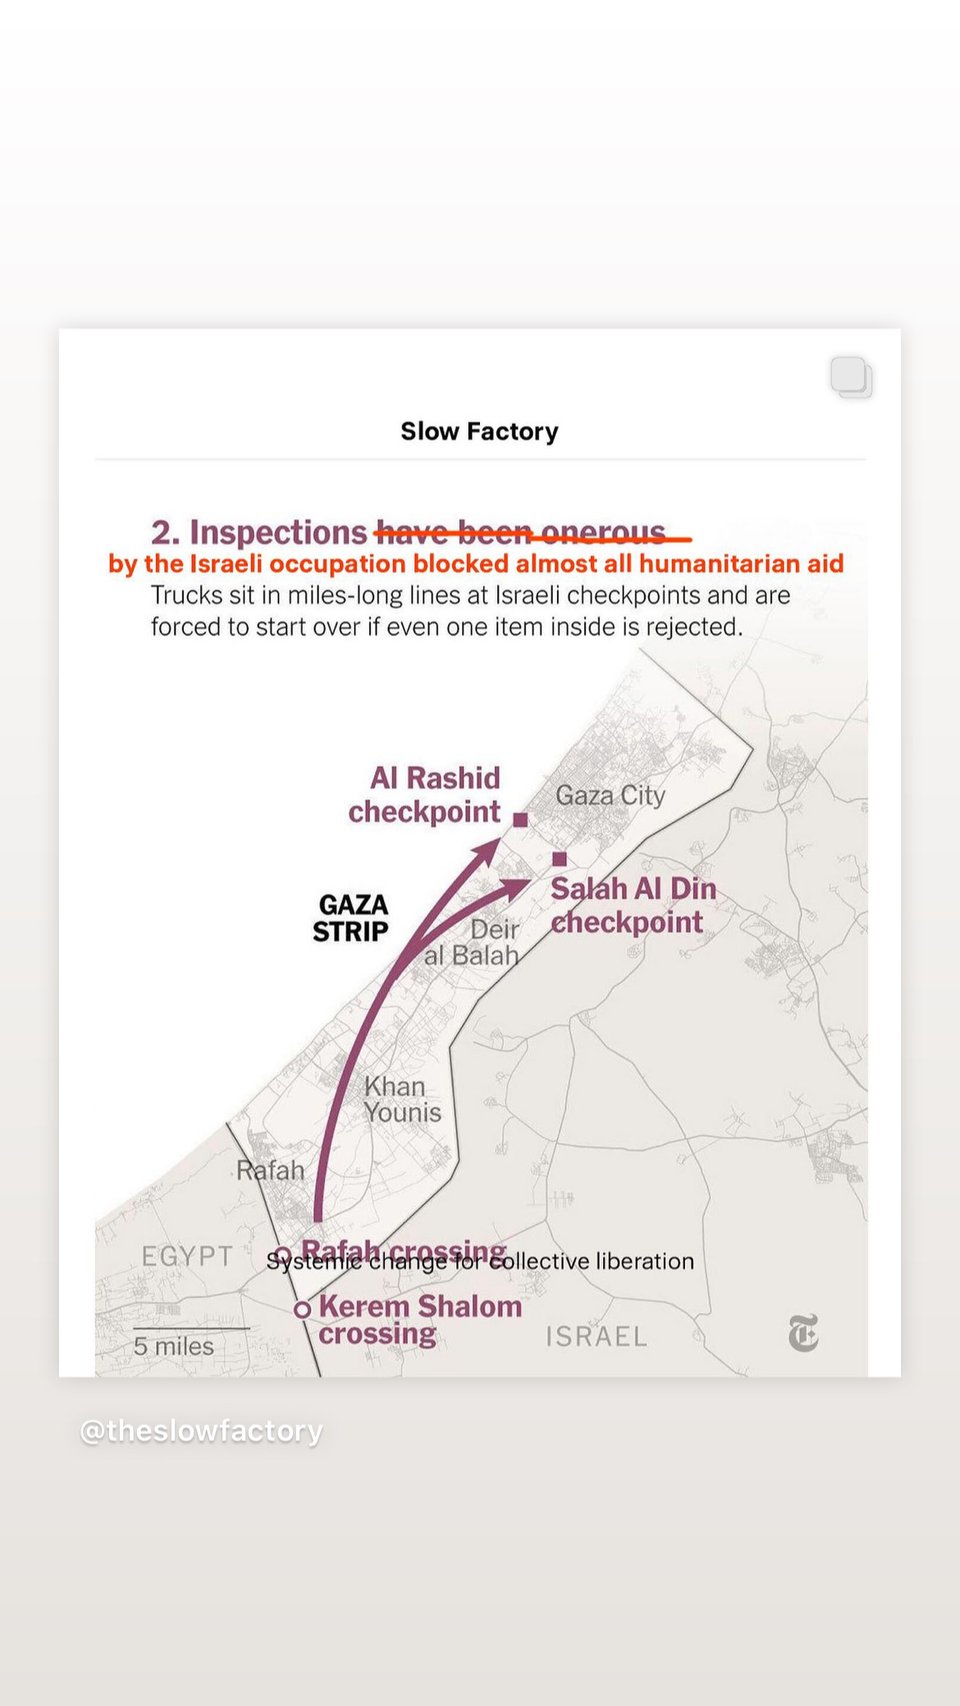 Slow Factory
2. Inspections have been onerous
by the Israeli occupation blocked almost all humanitarian aid
Trucks sit in miles-long lines at Israeli checkpoints and are
forced to start over if even one item inside is rejected.
Al Rashid
checkpoint
Gaza City
Salah Al Din
checkpoint
GAZA
STRIP
Deir
al Balah
Khan
Younis
Rafah
EGYPT
Rafah crossing
Systemic change for collective liberation
Kerem Shalom
crossing
5 miles
ISRAEL
T
@theslowfactory